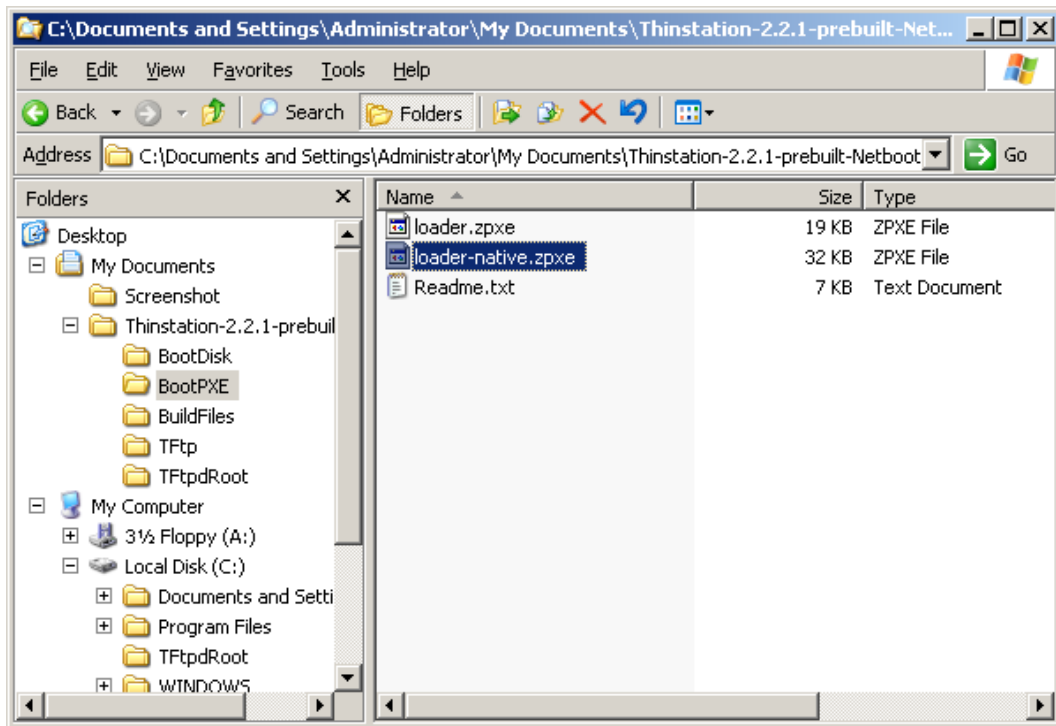 C:\Documents and Settings\Administrator\My Documents\Thinstation-2.2.1-prebuilt-Net...
File Edit View Favorites Tools Help
Back Search Folders
Address C:\Documents and Settings\Administrator\My Documents\Thinstation-2.2.1-prebuilt-Netboot Go
Folders
Desktop
My Documents
Screenshot
Thinstation-2.2.1-prebuil
BootDisk
BootPXE
BuildFiles
TFtp
TFtpdRoot
My Computer
3½ Floppy (A:)
Local Disk (C:)
Documents and Setti
Program Files
TFtpdRoot
WINDOWS
Name Size Type
loader.zpxe 19 KB ZPXE File
loader-native.zpxe 32 KB ZPXE File
Readme.txt 7 KB Text Document